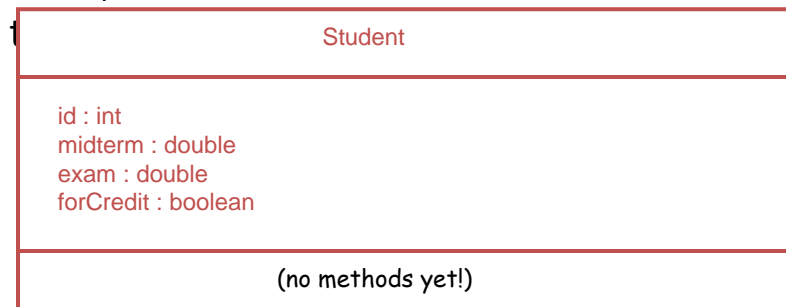 Student
id : int
midterm : double
exam : double
forCredit : boolean
(no methods yet!)